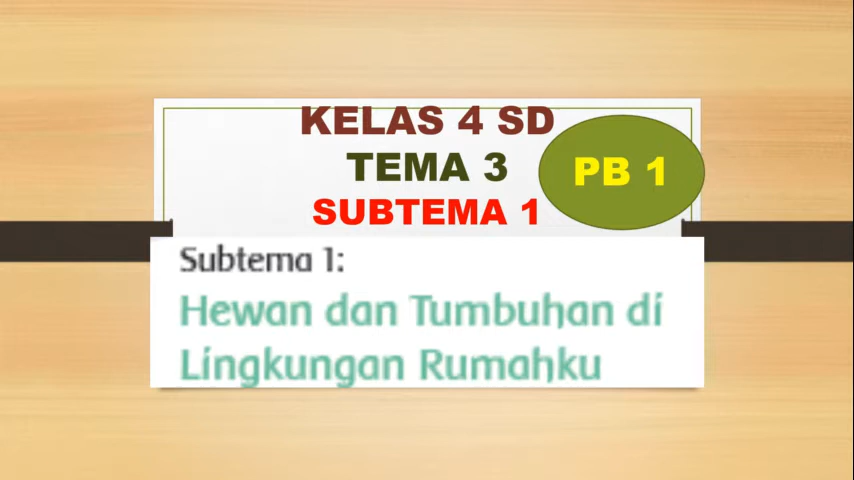 KELAS 4 SD
TEMA 3
PB 1
SUBTEMA 1
Subtema 1:
Hewan dan Tumbuhan di
Lingkungan Rumahku